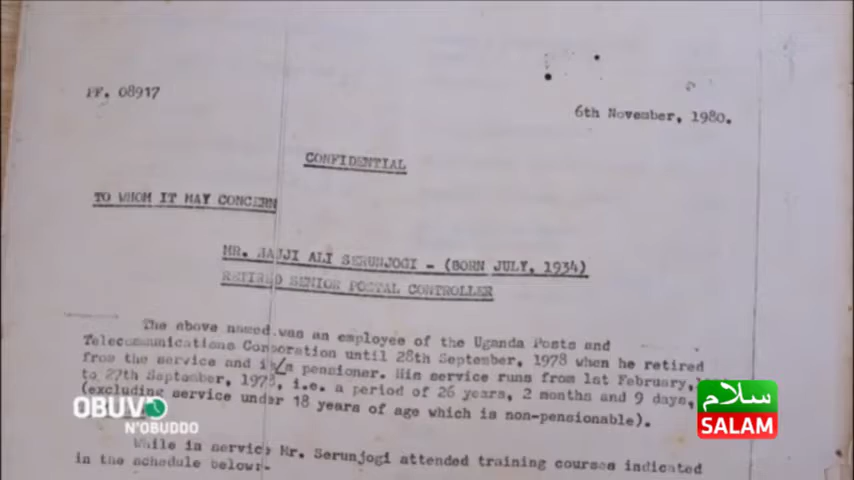 PF. 08917
6th November, 1980.
CONFIDENTIAL
TO WHOM IT MAY CONCERN
MR. HAJJI ALI SERUNJOGI - (BORN JULY, 1934)
RETIRED SENIOR POSTAL CONTROLLER
The above named was an employee of the Uganda Posts and
Telecommunications Corporation until 28th September, 1978 when he retired
from the service and is a pensioner. His service runs from 1st February,
to 27th September, 1978, i.e. a period of 26 years, 2 months and 9 days,
(excluding service under 18 years of age which is non-pensionable).
While in service Mr. Serunjogi attended training courses indicated
in the schedule below:-
OBUVO
N'OBUDDO
سلام
SALAM